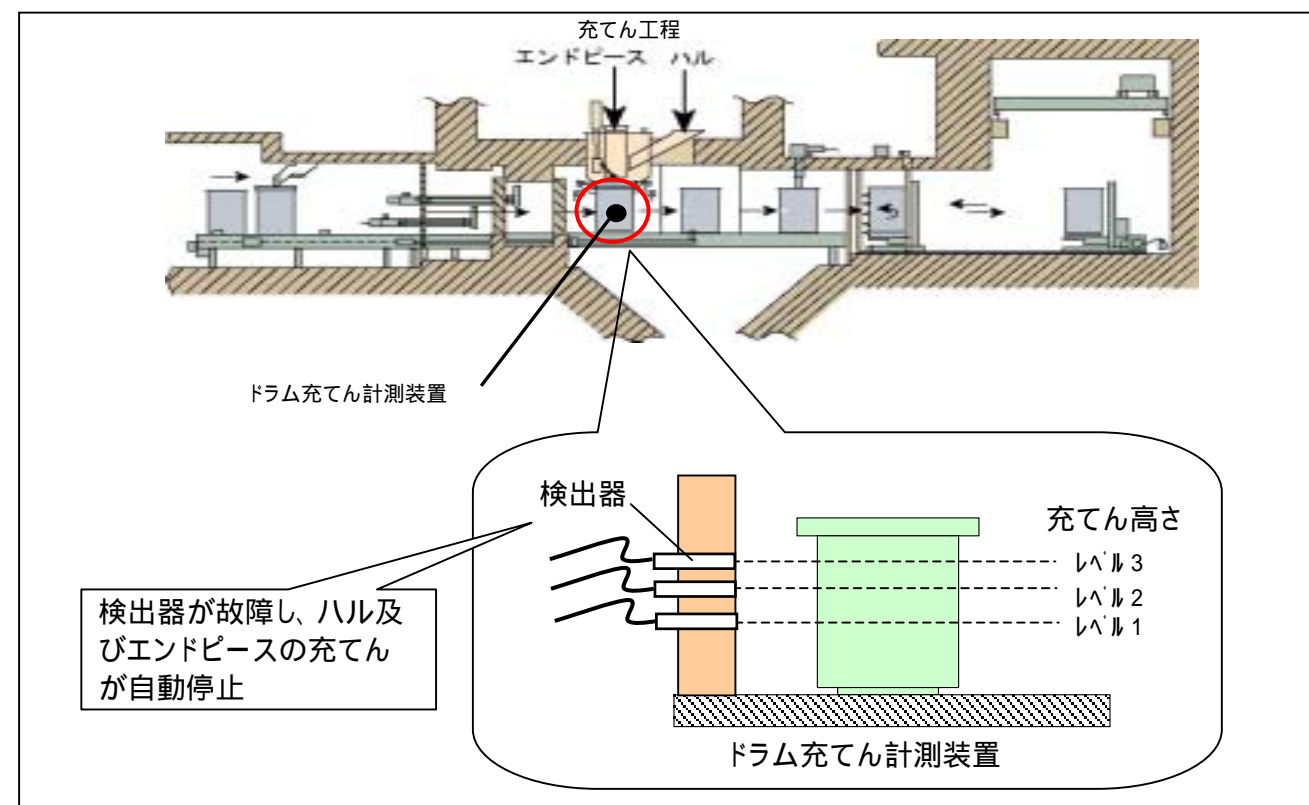 充てん工程
エンドピース ハル
ドラム充てん計測装置
検出器
充てん高さ
ﾚﾍﾞﾙ 3
ﾚﾍﾞﾙ 2
ﾚﾍﾞﾙ 1
検出器が故障し、ハル及
びエンドピースの充てん
が自動停止
ドラム充てん計測装置